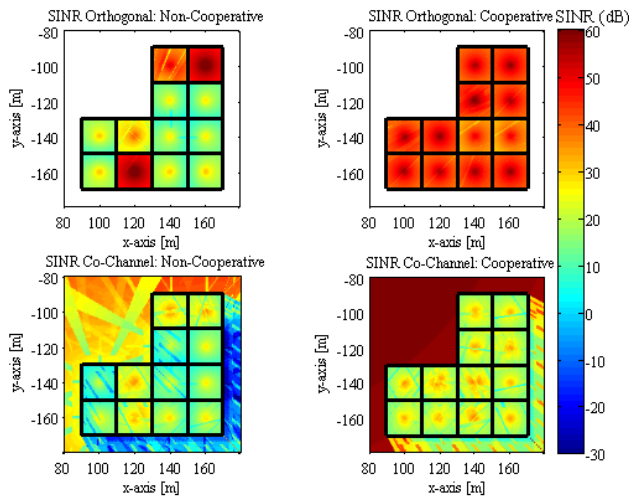 SINR Orthogonal: Non-Cooperative
SINR Orthogonal: Cooperative
SINR (dB)
-80
-100
-120
-140
-160
y-axis [m]
80 100 120 140 160
x-axis [m]
-80
-100
-120
-140
-160
y-axis [m]
80 100 120 140 160
x-axis [m]
60
50
40
30
20
10
0
-10
-20
-30
SINR Co-Channel: Non-Cooperative
SINR Co-Channel: Cooperative
-80
-100
-120
-140
-160
y-axis [m]
80 100 120 140 160
x-axis [m]
-80
-100
-120
-140
-160
y-axis [m]
80 100 120 140 160
x-axis [m]